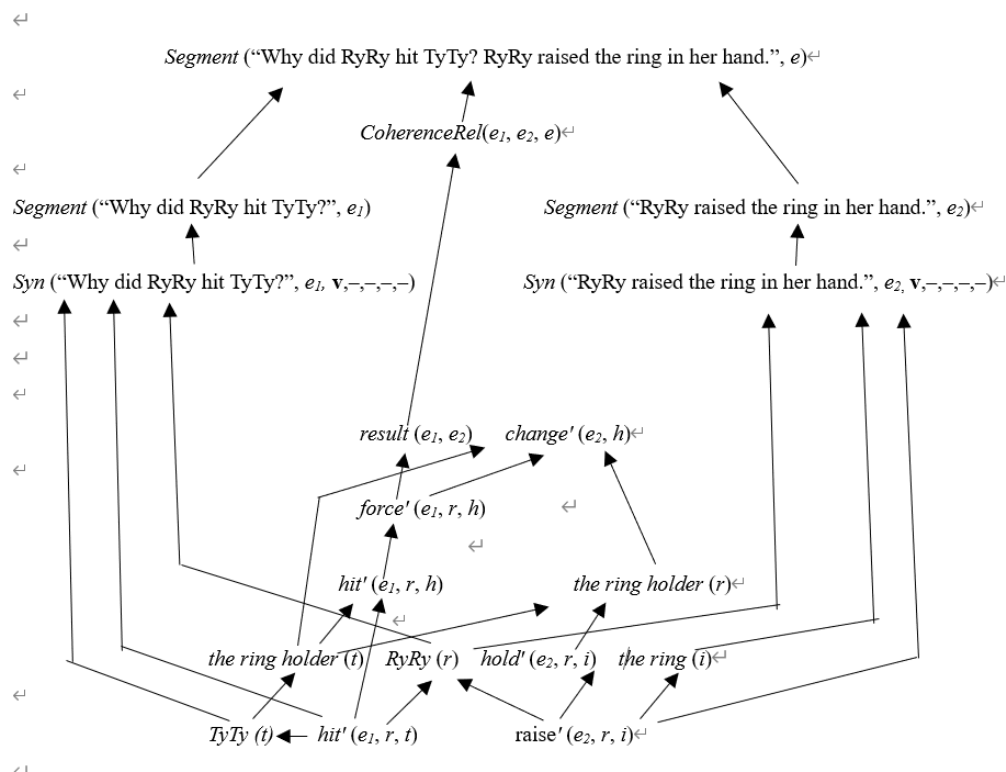 Segment (“Why did RyRy hit TyTy? RyRy raised the ring in her hand.”, e)↵
CoherenceRel(e1, e2, e)↵
Segment (“Why did RyRy hit TyTy?”, e1)
Segment (“RyRy raised the ring in her hand.”, e2)↵
Syn (“Why did RyRy hit TyTy?”, e1, v,–,–,–,–)
Syn (“RyRy raised the ring in her hand.”, e2, v,–,–,–,–)↵
result (e1, e2) change' (e2, h)↵
force' (e1, r, h)
hit' (e1, r, h) the ring holder (r)↵
the ring holder (t) RyRy (r) hold' (e2, r, i) the ring (i)↵
TyTy (t) hit' (e1, r, t) raise' (e2, r, i)↵